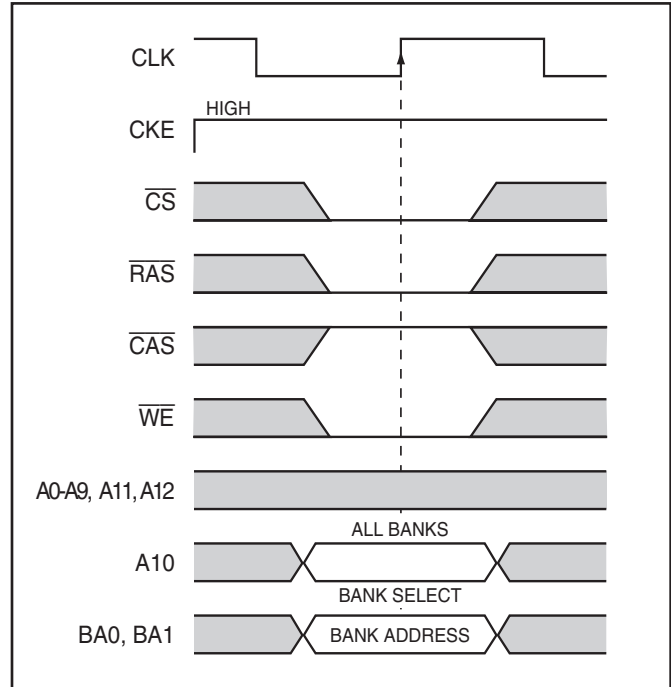 CLK
HIGH
CKE
CS
RAS
CAS
WE
A0-A9, A11, A12
ALL BANKS
A10
BANK SELECT
BA0, BA1
BANK ADDRESS